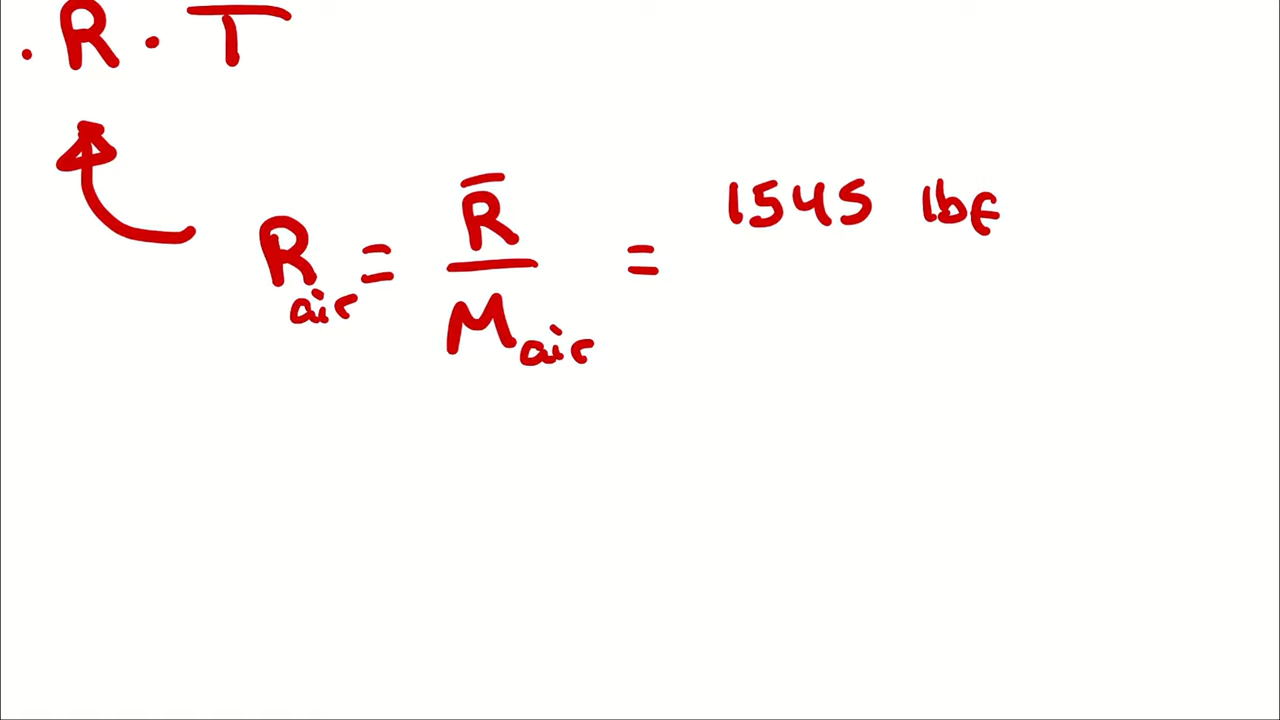 · R · T
R_air = R̅ / M_air = 1545 lbf